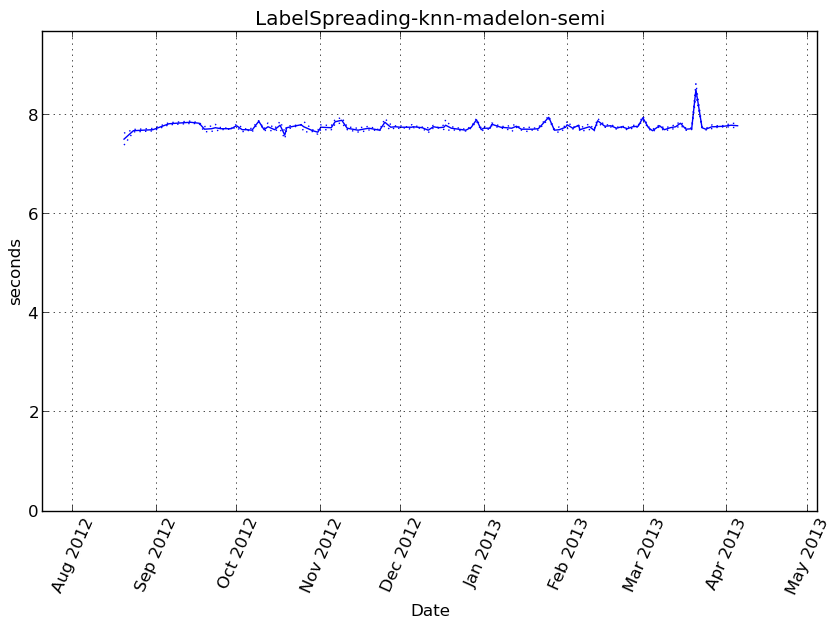 LabelSpreading-knn-madelon-semi
8
6
4
2
0
seconds
Aug 2012
Sep 2012
Oct 2012
Nov 2012
Dec 2012
Jan 2013
Feb 2013
Mar 2013
Apr 2013
May 2013
Date